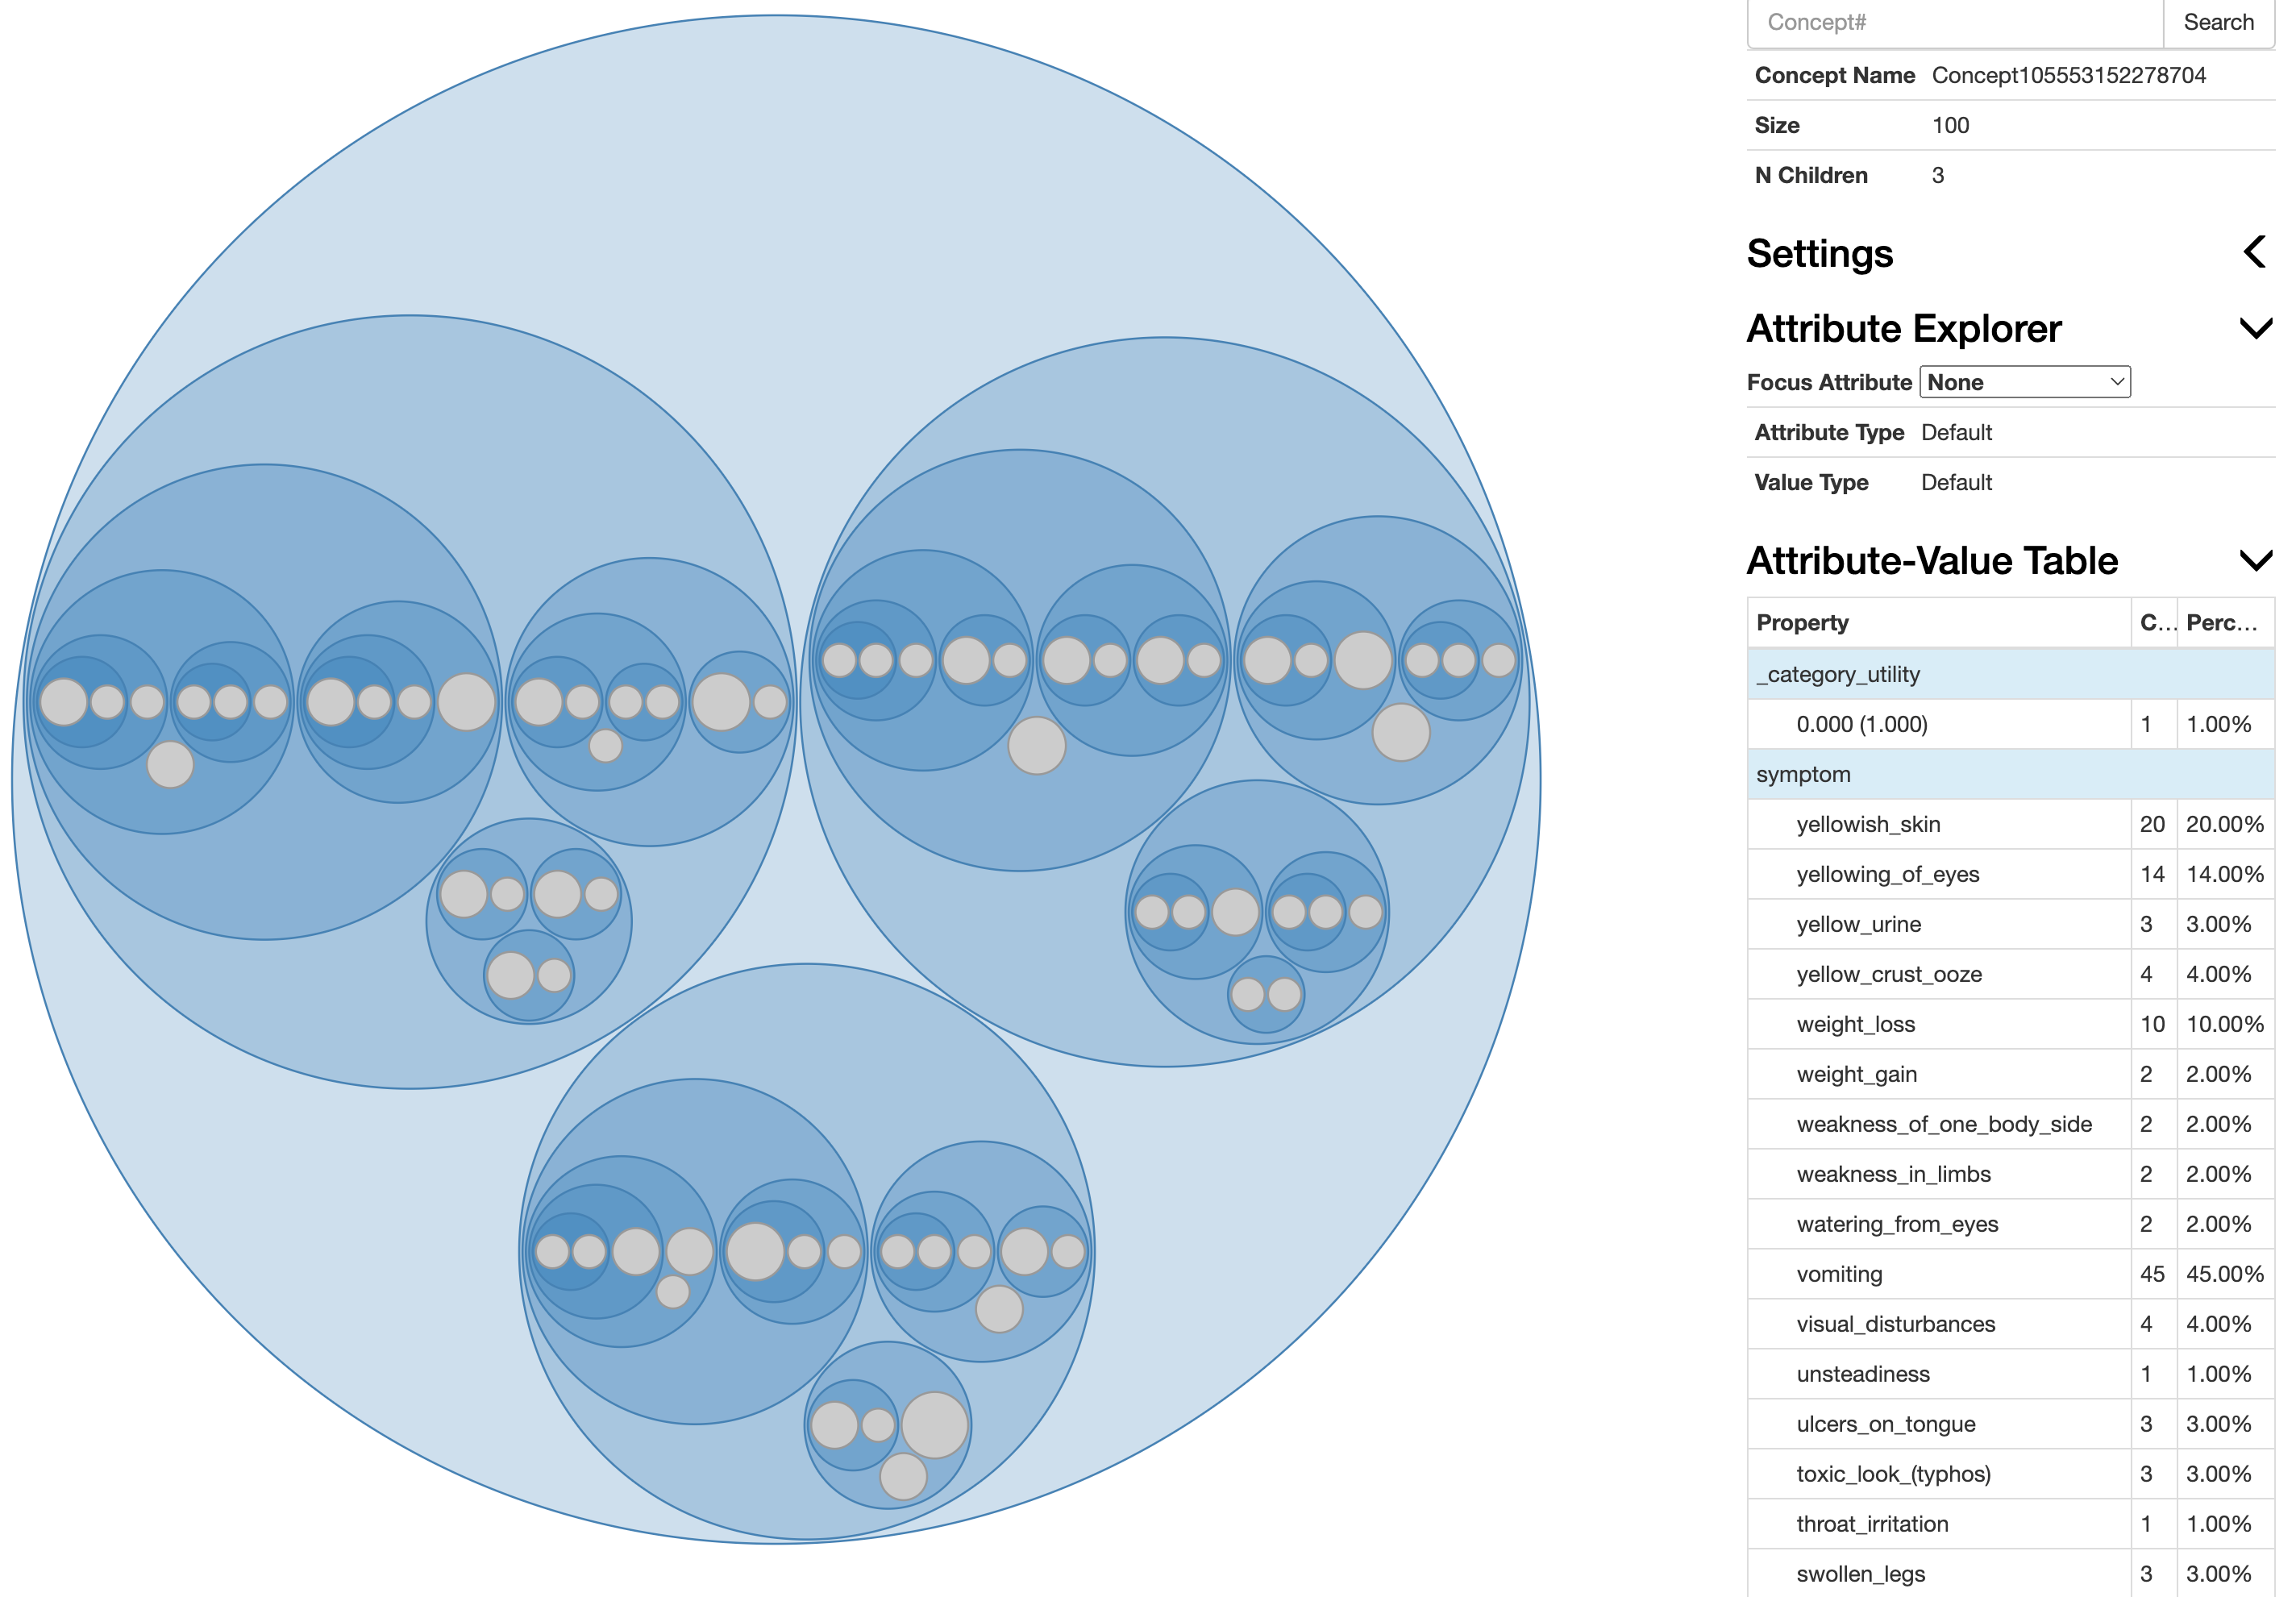 Concept# Search
Concept Name Concept105553152278704
Size 100
N Children 3
Settings
Attribute Explorer
Focus Attribute None
Attribute Type Default
Value Type Default
Attribute-Value Table
Property C... Perc...
_category_utility
0.000 (1.000) 1 1.00%
symptom
yellowish_skin 20 20.00%
yellowing_of_eyes 14 14.00%
yellow_urine 3 3.00%
yellow_crust_ooze 4 4.00%
weight_loss 10 10.00%
weight_gain 2 2.00%
weakness_of_one_body_side 2 2.00%
weakness_in_limbs 2 2.00%
watering_from_eyes 2 2.00%
vomiting 45 45.00%
visual_disturbances 4 4.00%
unsteadiness 1 1.00%
ulcers_on_tongue 3 3.00%
toxic_look_(typhos) 3 3.00%
throat_irritation 1 1.00%
swollen_legs 3 3.00%